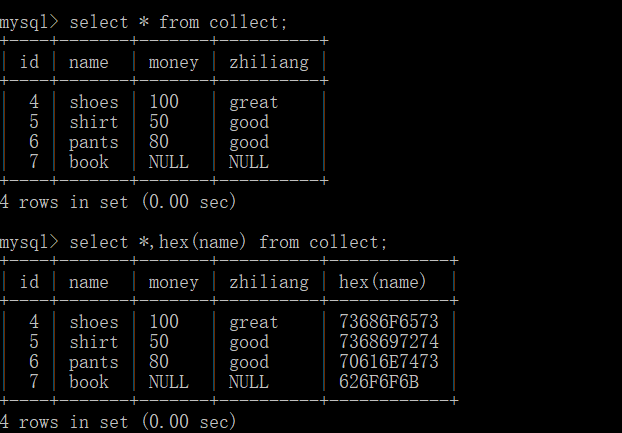 mysql> select * from collect;
+----+-------+-------+----------+
| id | name  | money | zhiliang |
+----+-------+-------+----------+
|  4 | shoes | 100   | great    |
|  5 | shirt | 50    | good     |
|  6 | pants | 80    | good     |
|  7 | book  | NULL  | NULL     |
+----+-------+-------+----------+
4 rows in set (0.00 sec)

mysql> select *,hex(name) from collect;
+----+-------+-------+----------+------------+
| id | name  | money | zhiliang | hex(name)  |
+----+-------+-------+----------+------------+
|  4 | shoes | 100   | great    | 73686F6573 |
|  5 | shirt | 50    | good     | 7368697274 |
|  6 | pants | 80    | good     | 70616E7473 |
|  7 | book  | NULL  | NULL     | 626F6F6B   |
+----+-------+-------+----------+------------+
4 rows in set (0.00 sec)